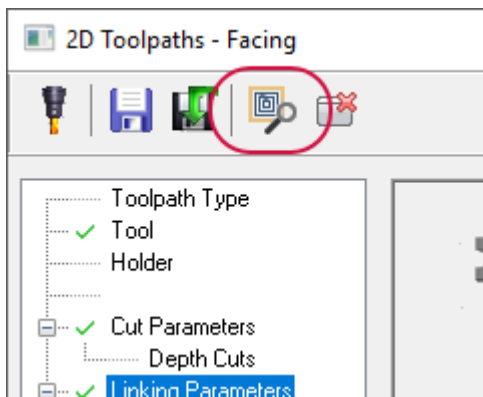 2D Toolpaths - Facing
Toolpath Type
Tool
Holder
Cut Parameters
Depth Cuts
Linking Parameters